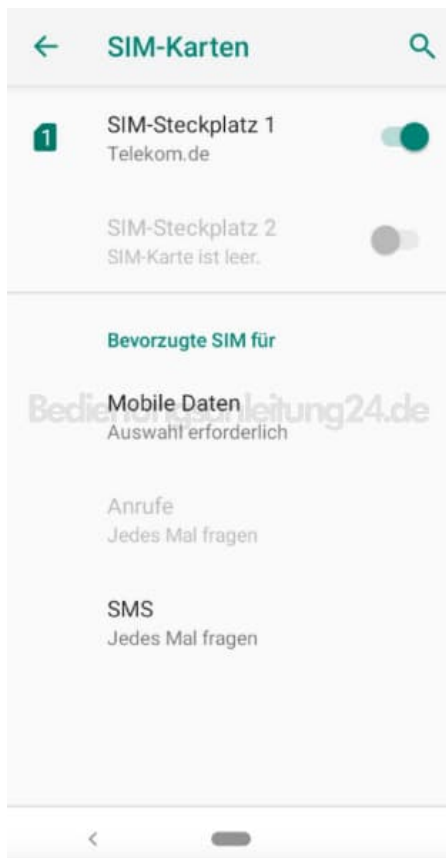 SIM-Karten
1
SIM-Steckplatz 1
Telekom.de
SIM-Steckplatz 2
SIM-Karte ist leer.
Bevorzugte SIM für
Bedienungsanleitung24.de
Mobile Daten
Auswahl erforderlich
Anrufe
Jedes Mal fragen
SMS
Jedes Mal fragen